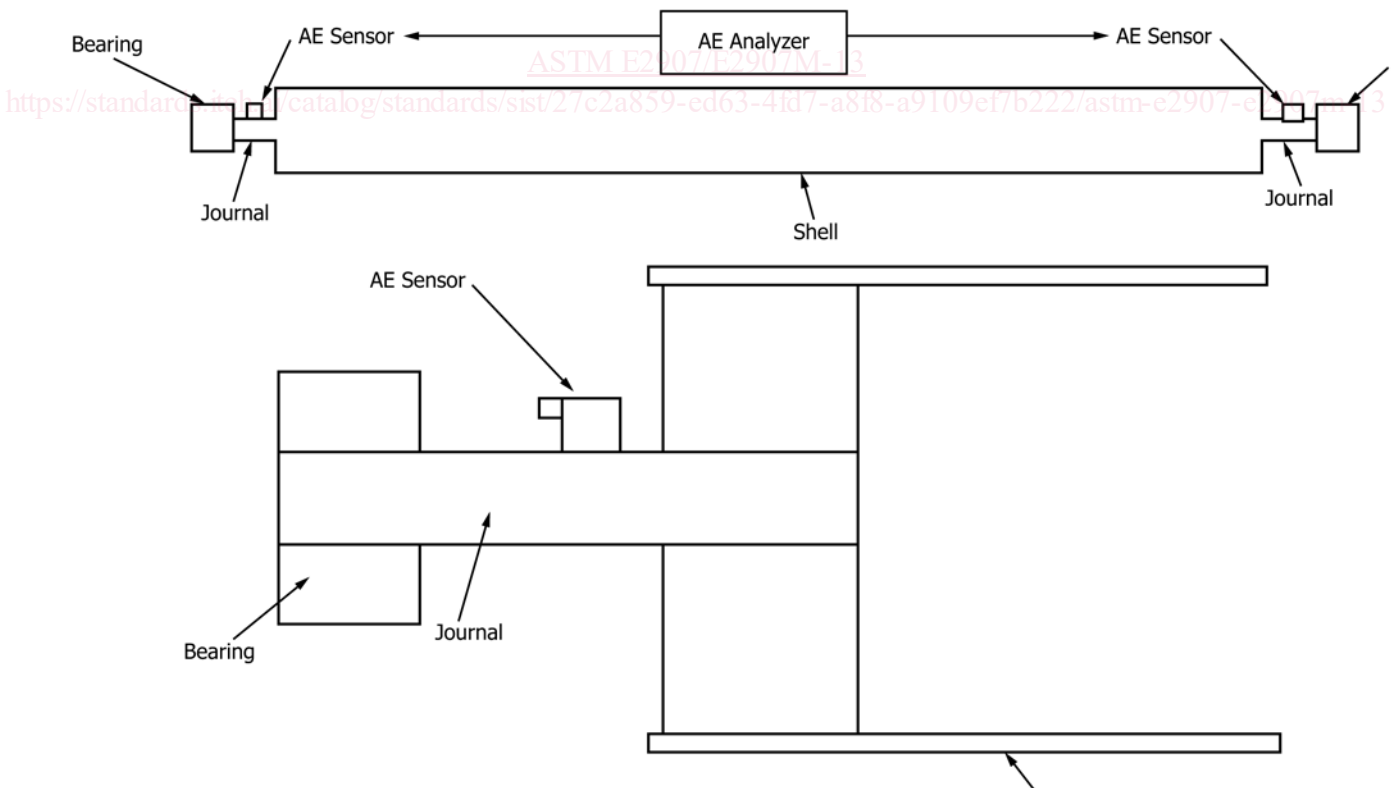 Bearing
AE Sensor
AE Analyzer
AE Sensor
ASTM E2907/E2907M-13
Journal
Shell
Journal
AE Sensor
Journal
Bearing